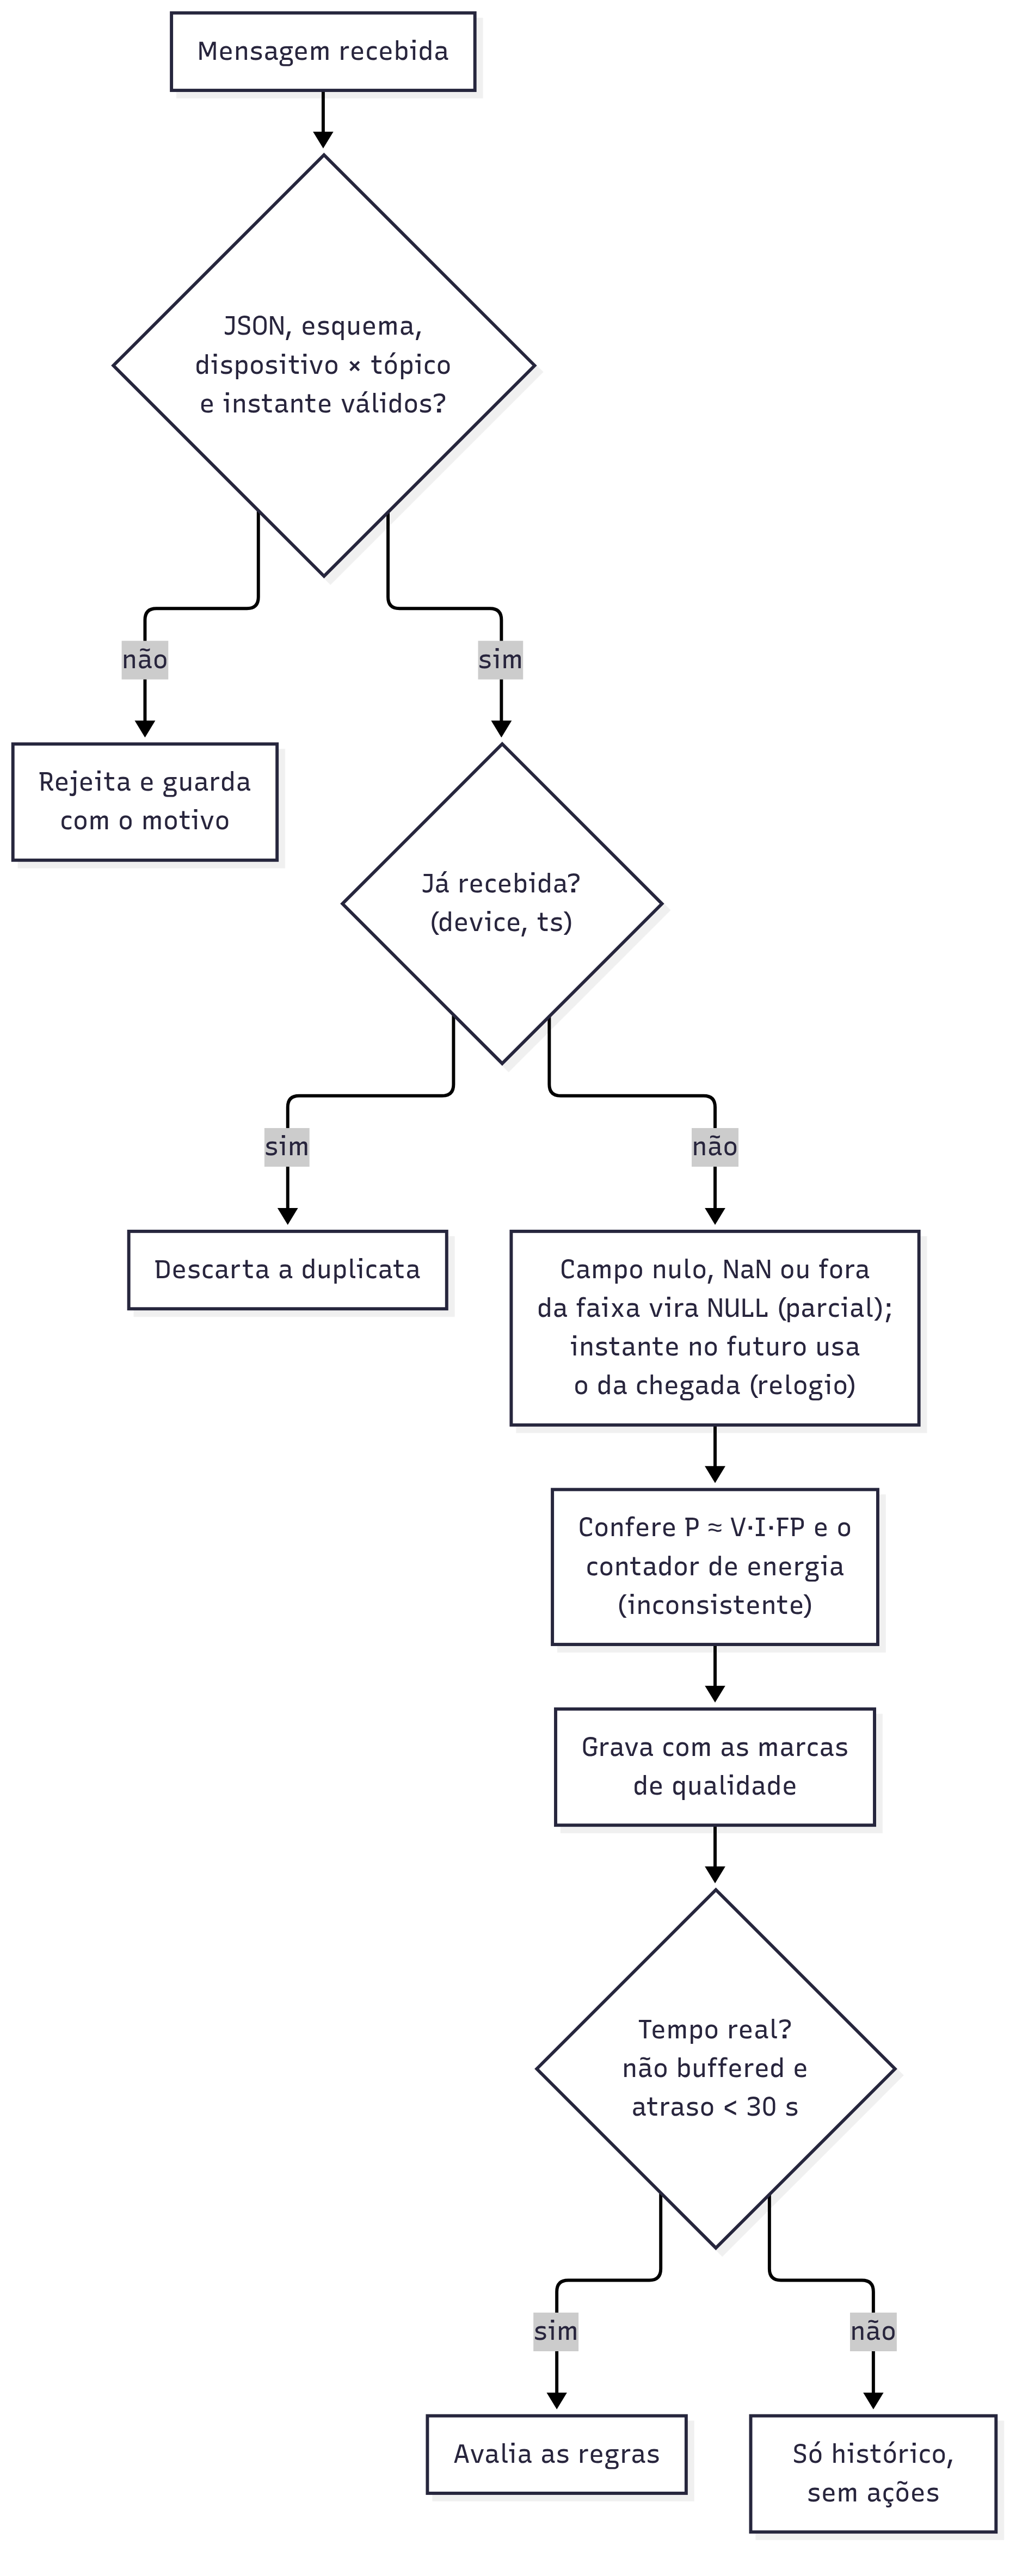 Mensagem recebida
JSON, esquema,
dispositivo × tópico
e instante válidos?
não
sim
Rejeita e guarda
com o motivo
Já recebida?
(device, ts)
sim
não
Descarta a duplicata
Campo nulo, NaN ou fora
da faixa vira NULL (parcial);
instante no futuro usa
o da chegada (relogio)
Confere P ≈ V·I·FP e o
contador de energia
(inconsistente)
Grava com as marcas
de qualidade
Tempo real?
não buffered e
atraso < 30 s
sim
não
Avalia as regras
Só histórico,
sem ações